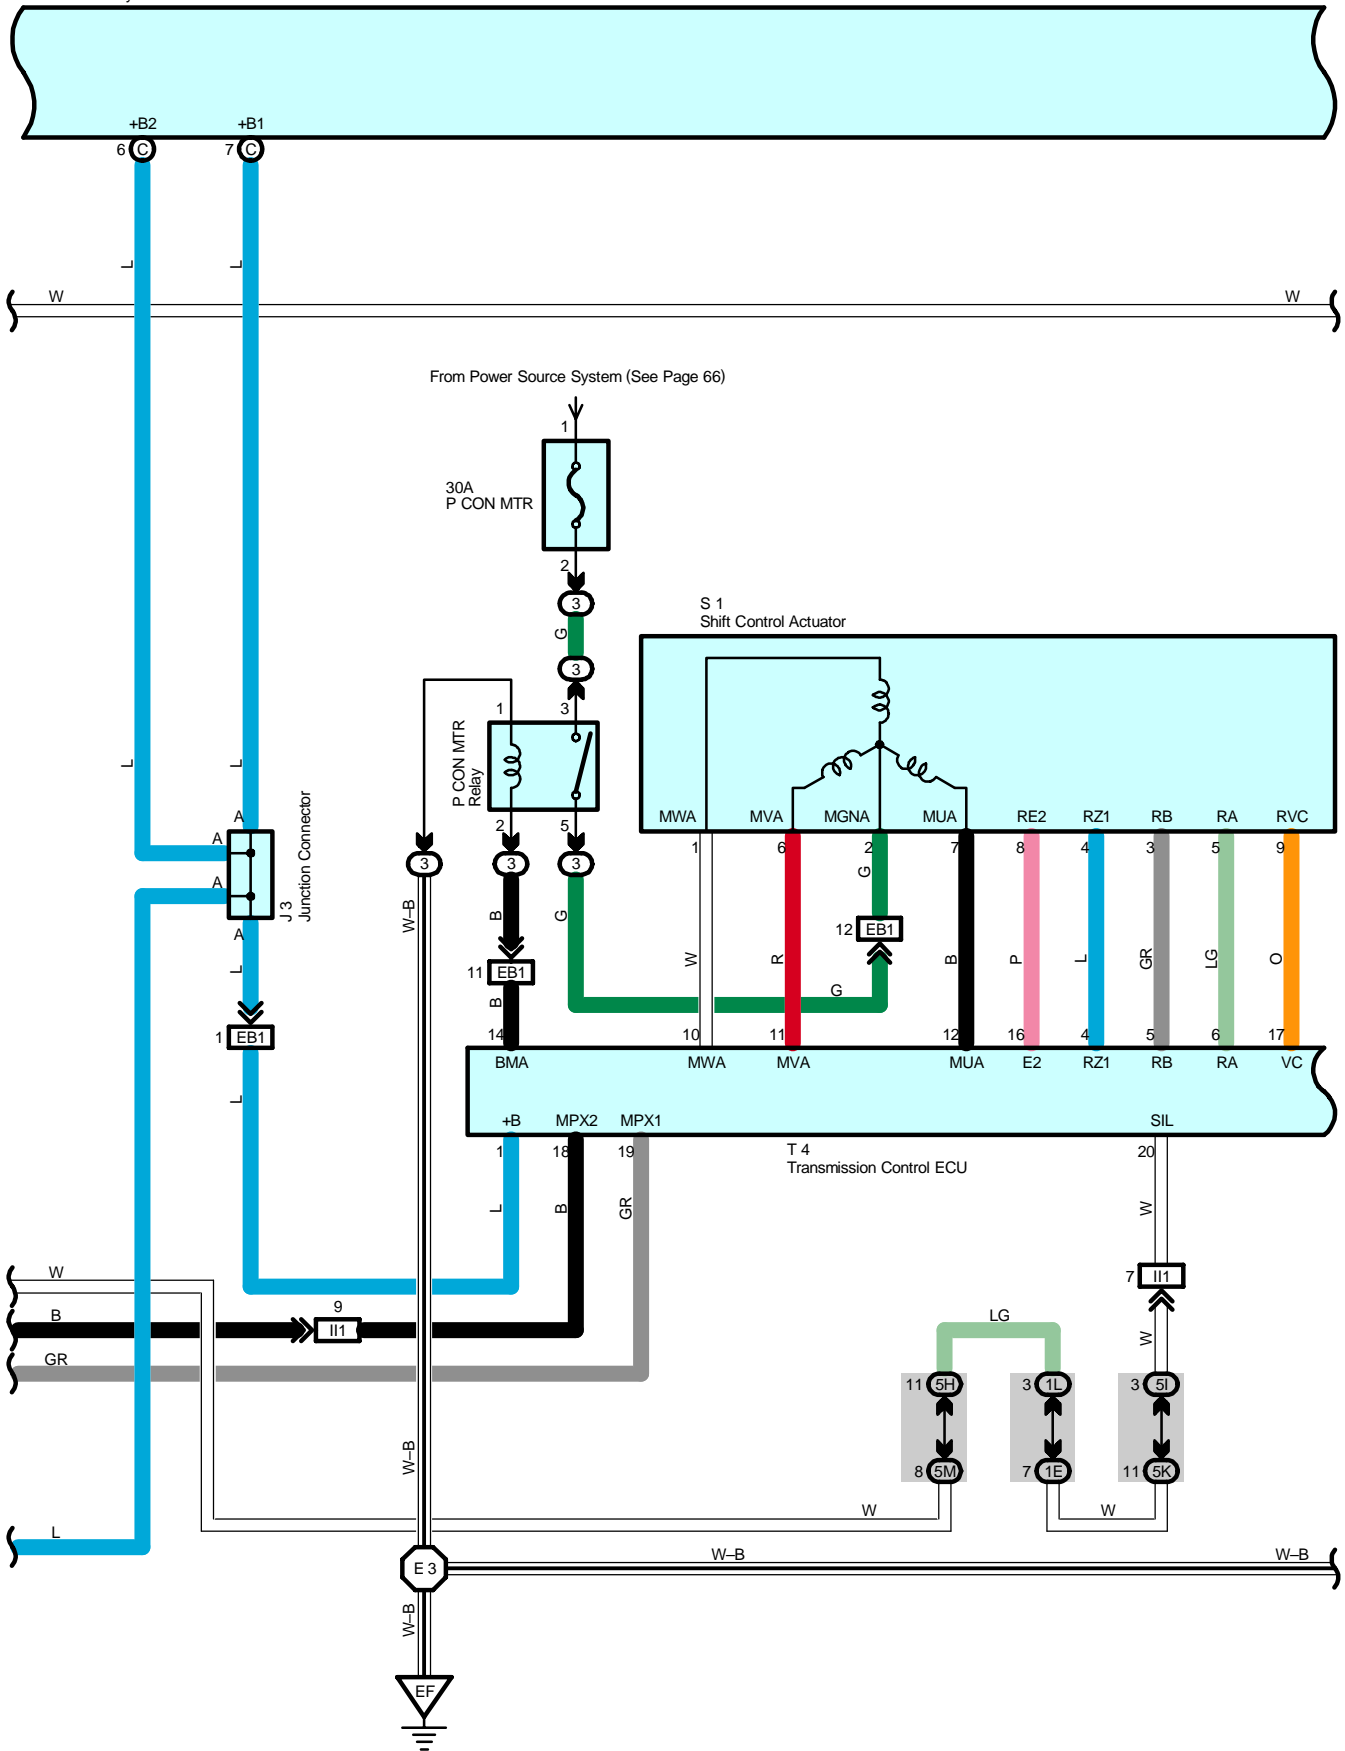 +B2
+B1
6
C
7
C
L
L
W
W
From Power Source System (See Page 66)
1
30A
P CON MTR
2
3
G
3
S 1
Shift Control Actuator
1
3
P CON MTR
Relay
2
5
3
3
3
L
L
A
A
A
A
J 3
Junction Connector
MWA
MVA
MGNA
MUA
RE2
RZ1
RB
RA
RVC
1
6
2
7
8
4
3
5
9
W–B
B
G
G
12
EB1
L
11
EB1
B
W
R
G
B
P
L
GR
LG
O
1
EB1
14
10
11
12
16
4
5
6
17
BMA
MWA
MVA
MUA
E2
RZ1
RB
RA
VC
L
+B
MPX2
MPX1
SIL
1
18
19
20
T 4
Transmission Control ECU
L
B
GR
W
W
7
II1
B
9
II1
GR
LG
W
11
5H
3
1L
3
5I
8
5M
7
1E
11
5K
W–B
W
W
L
E 3
W–B
W–B
W–B
EF